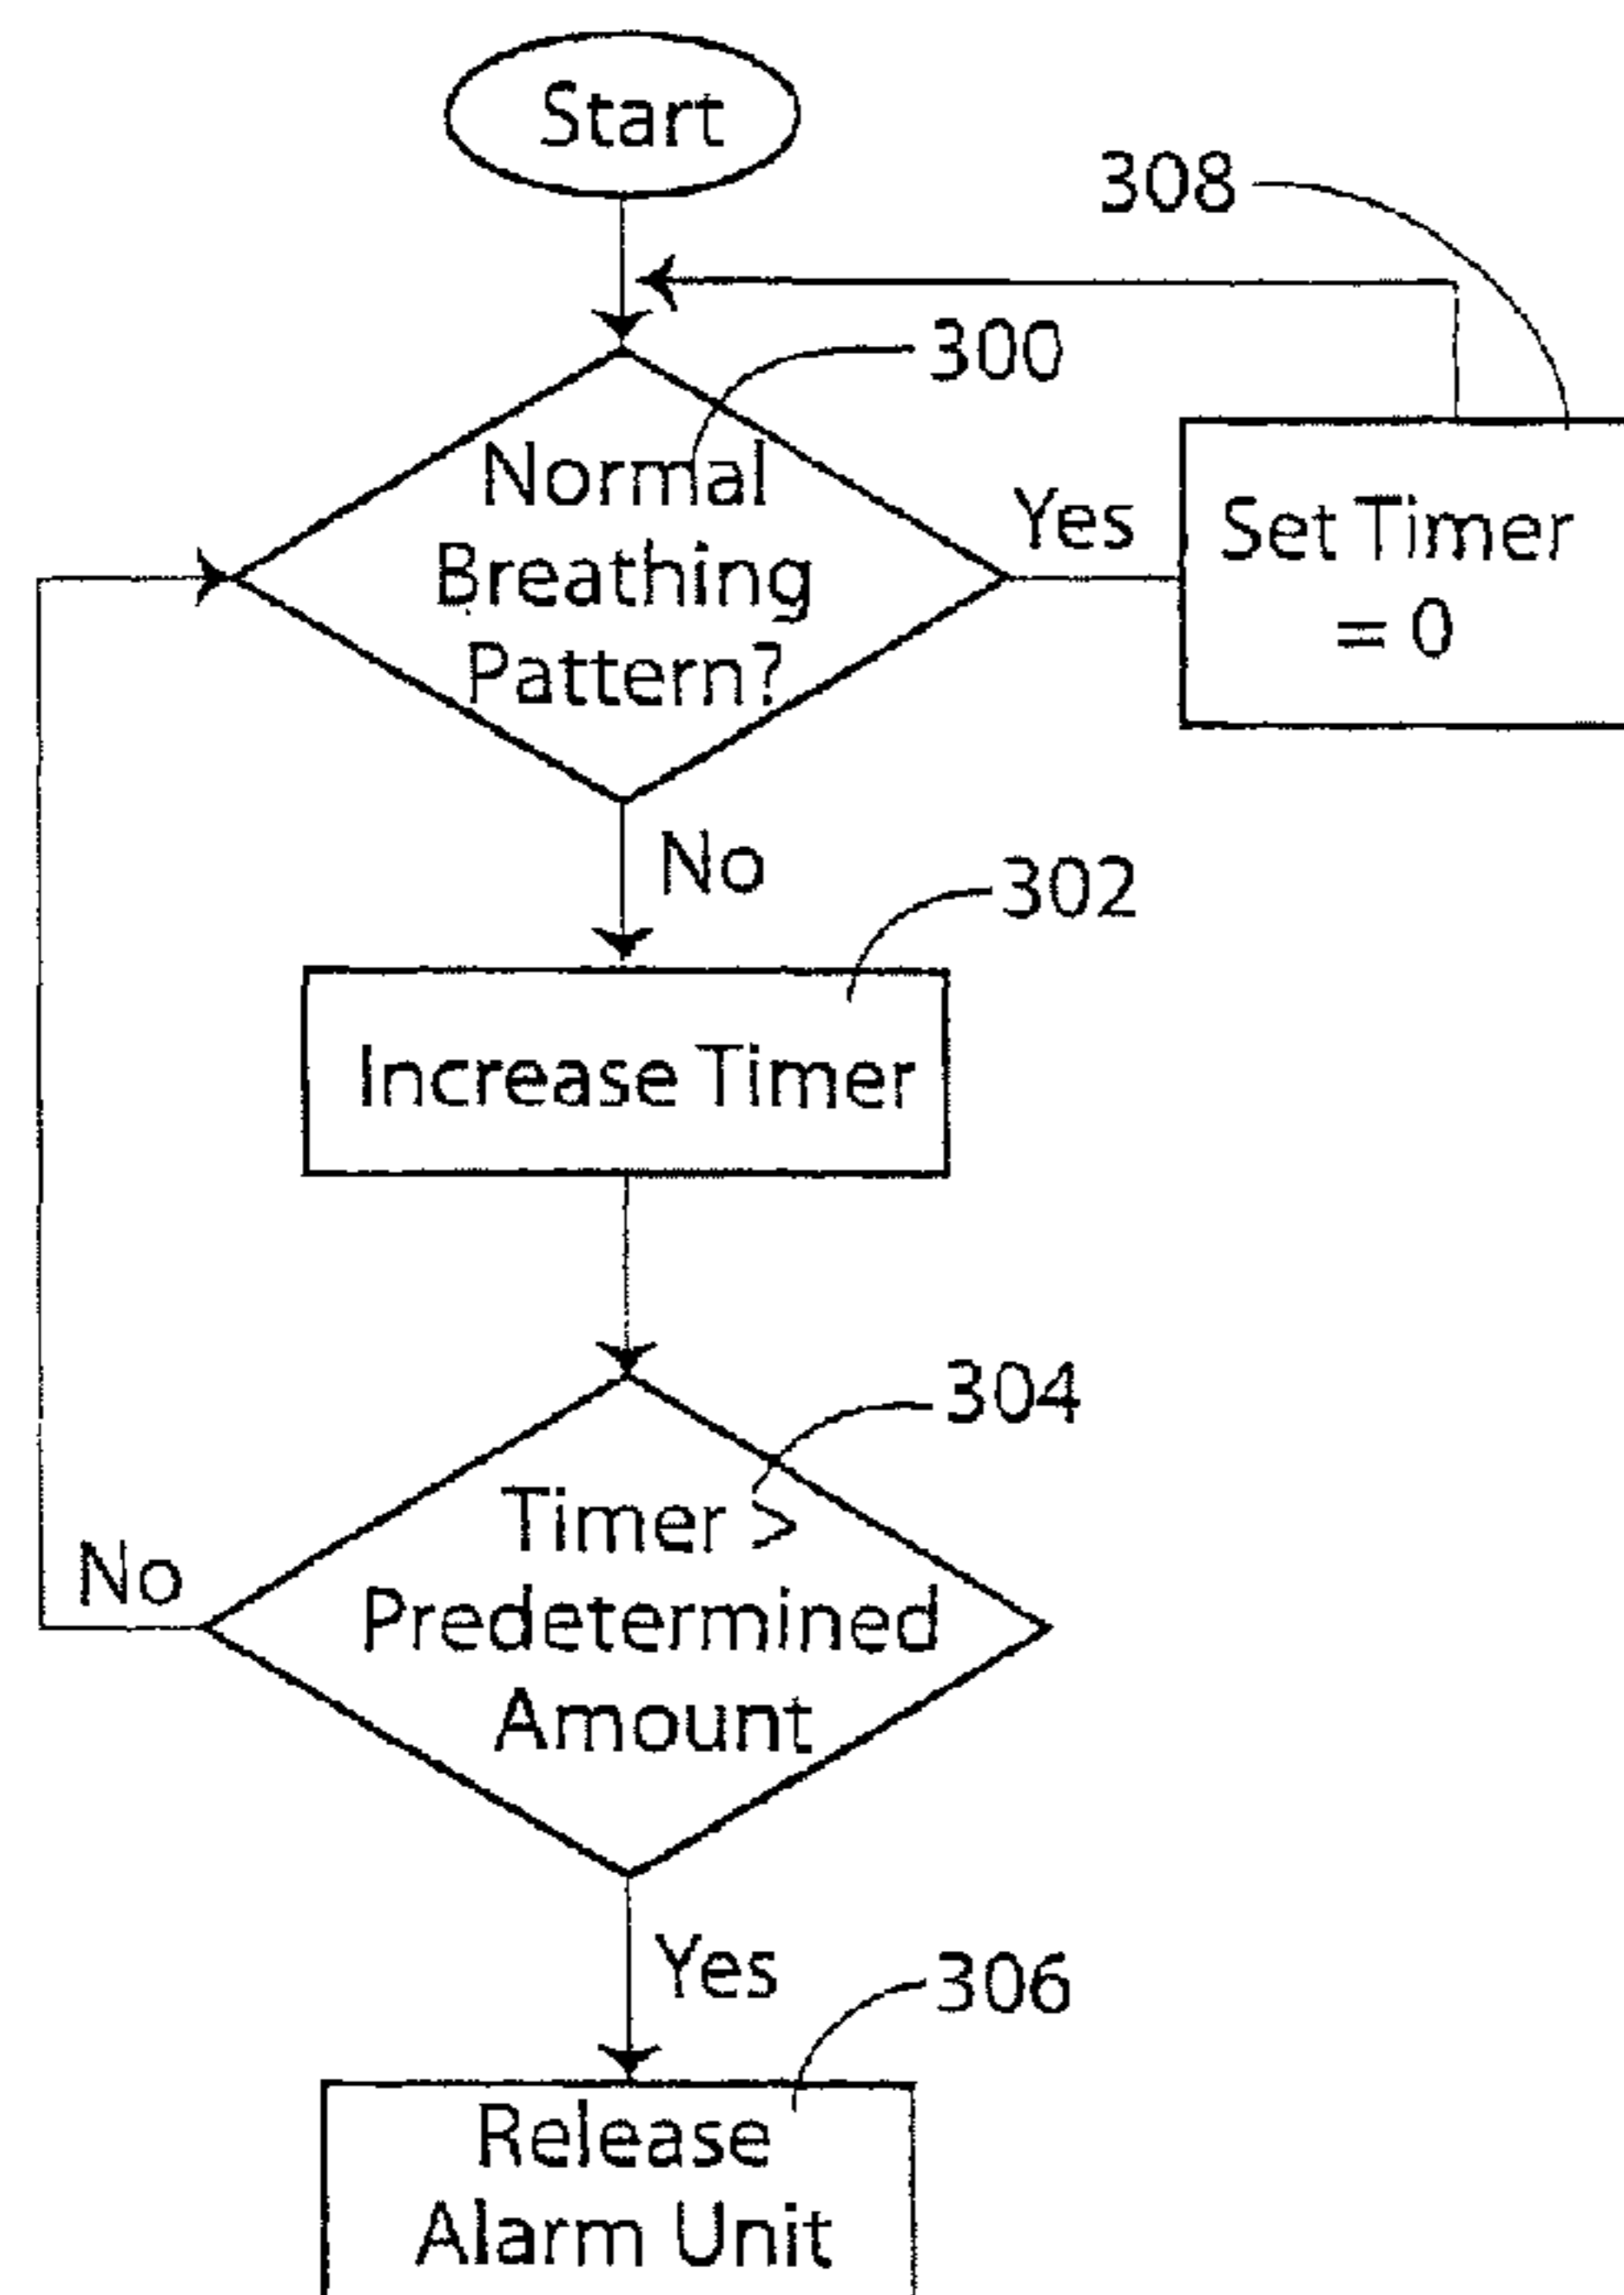 Start
308
300
Normal
Breathing
Pattern?
Yes
Set Timer
= 0
No
302
Increase Timer
304
Timer >
Predetermined
Amount
No
Yes
306
Release
Alarm Unit